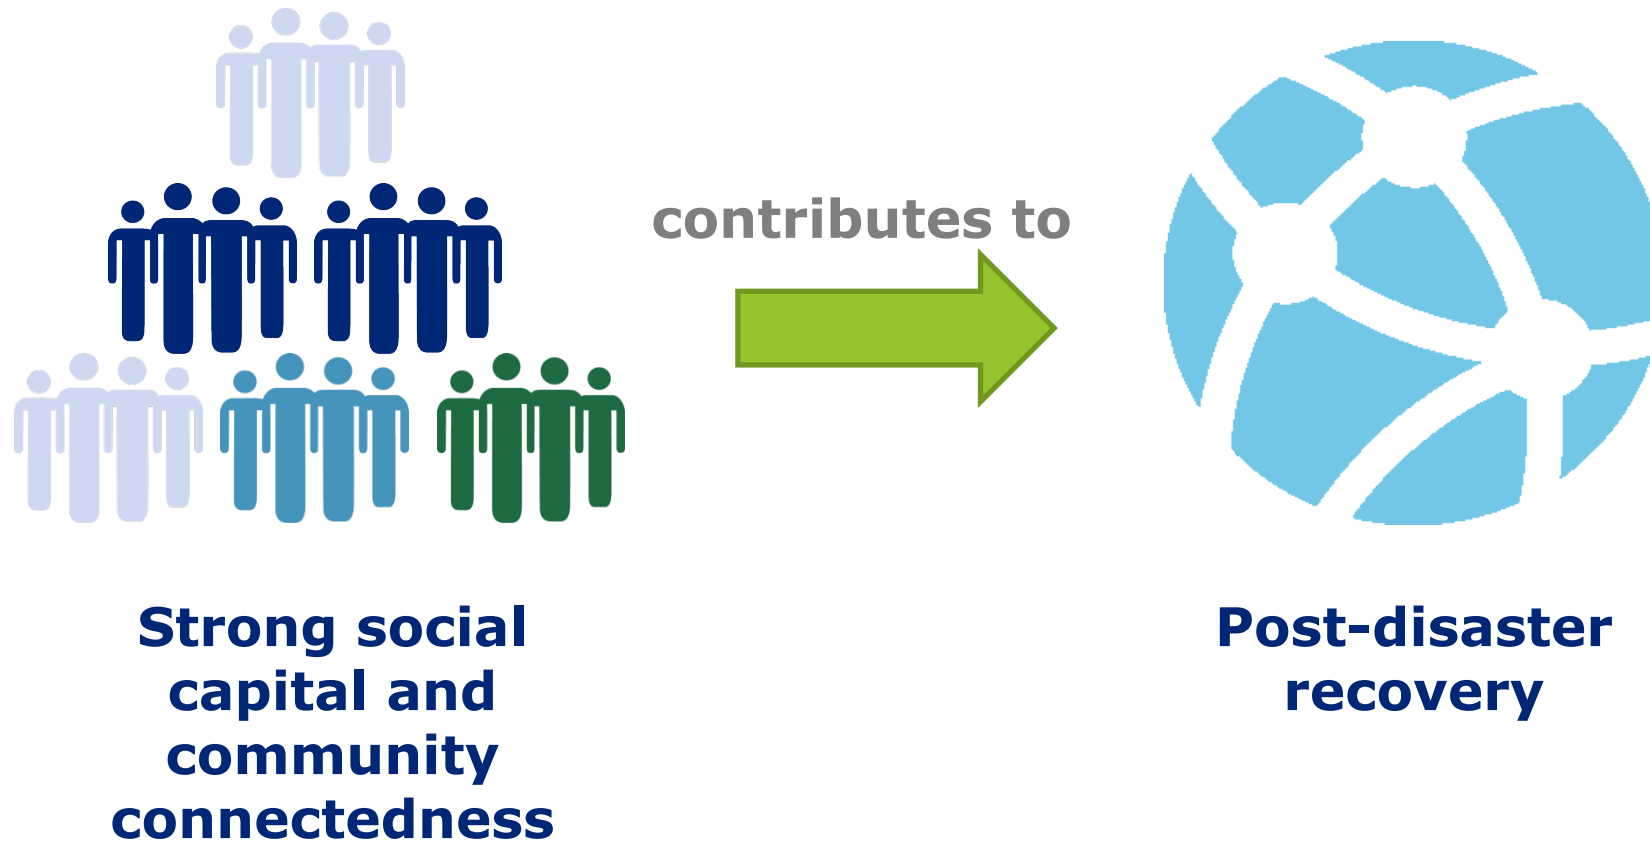 contributes to
Strong social
capital and
community
connectedness
Post-disaster
recovery